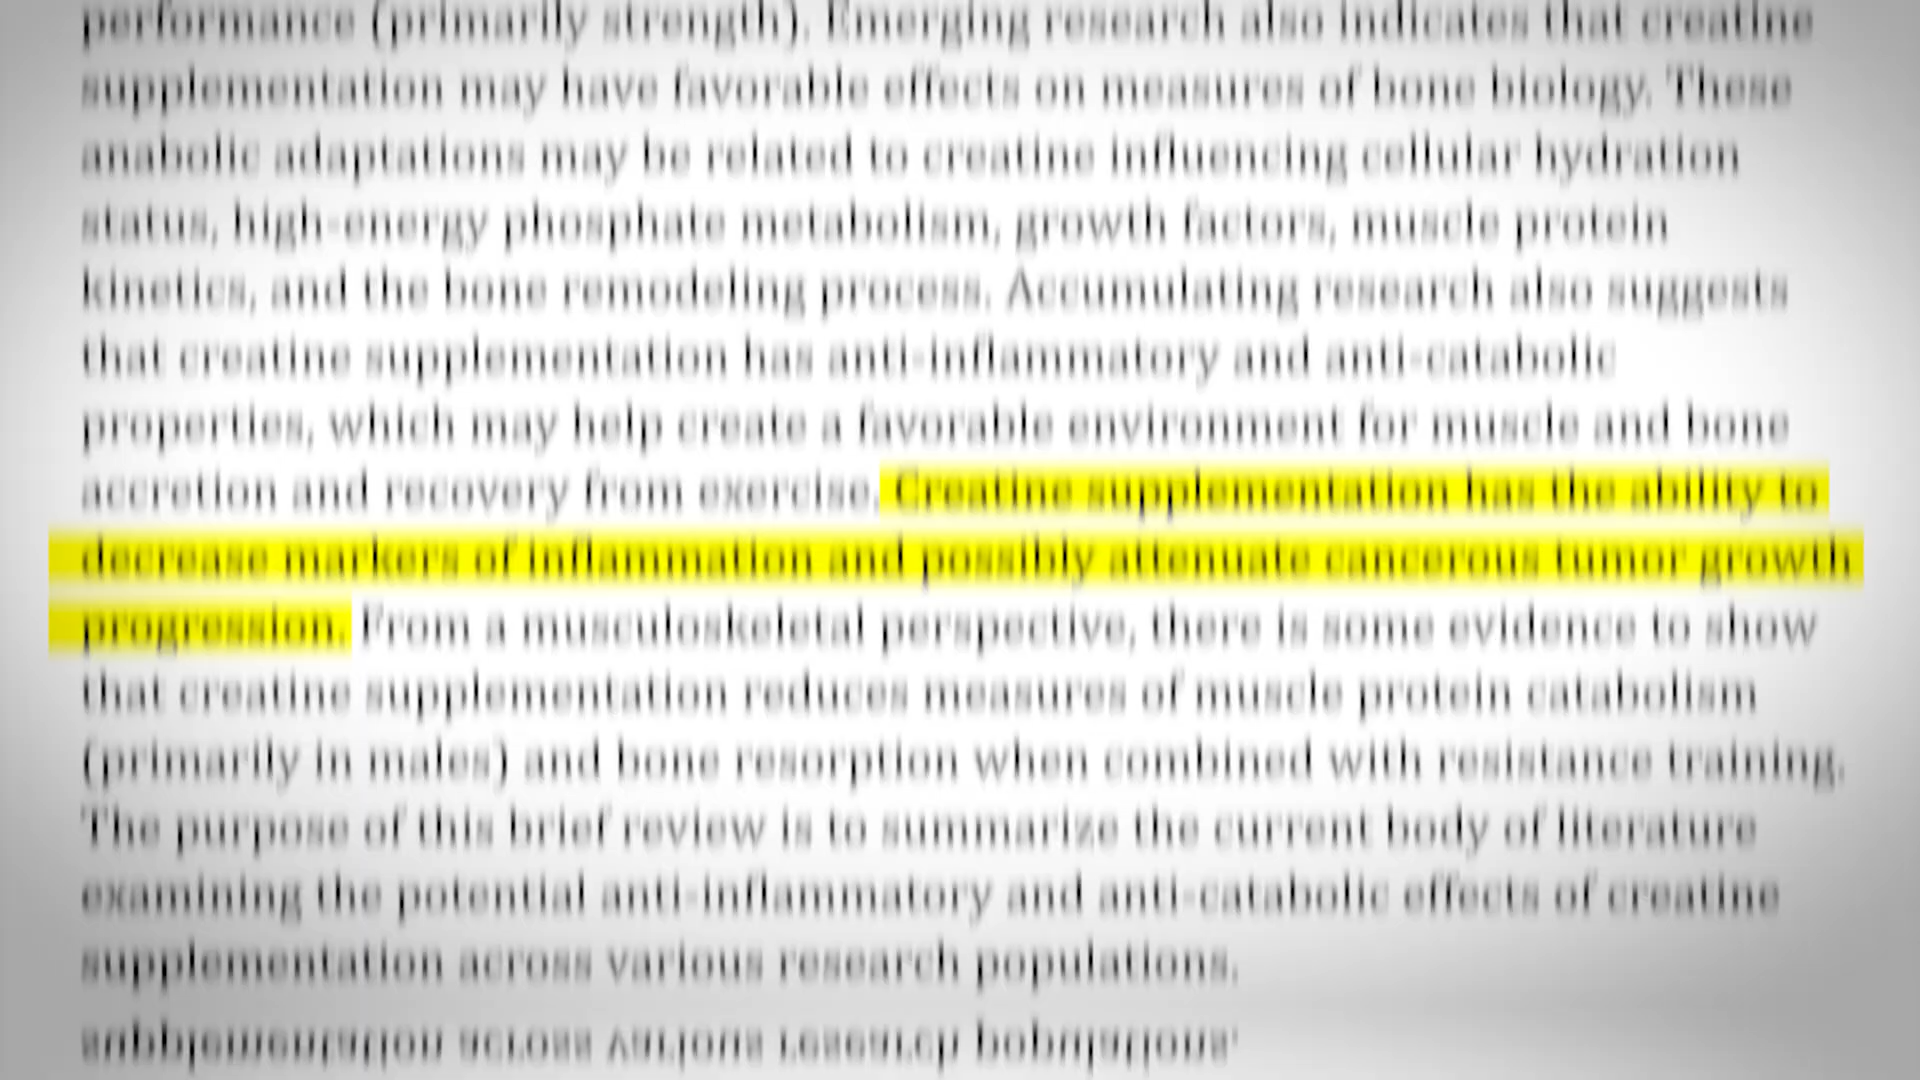 performance (primarily strength). Emerging research also indicates that creatine
supplementation may have favorable effects on measures of bone biology. These
anabolic adaptations may be related to creatine influencing cellular hydration
status, high-energy phosphate metabolism, growth factors, muscle protein
kinetics, and the bone remodeling process. Accumulating research also suggests
that creatine supplementation has anti-inflammatory and anti-catabolic
properties, which may help create a favorable environment for muscle and bone
accretion and recovery from exercise. Creatine supplementation has the ability to
decrease markers of inflammation and possibly attenuate cancerous tumor growth
progression. From a musculoskeletal perspective, there is some evidence to show
that creatine supplementation reduces measures of muscle protein catabolism
(primarily in males) and bone resorption when combined with resistance training.
The purpose of this brief review is to summarize the current body of literature
examining the potential anti-inflammatory and anti-catabolic effects of creatine
supplementation across various research populations.